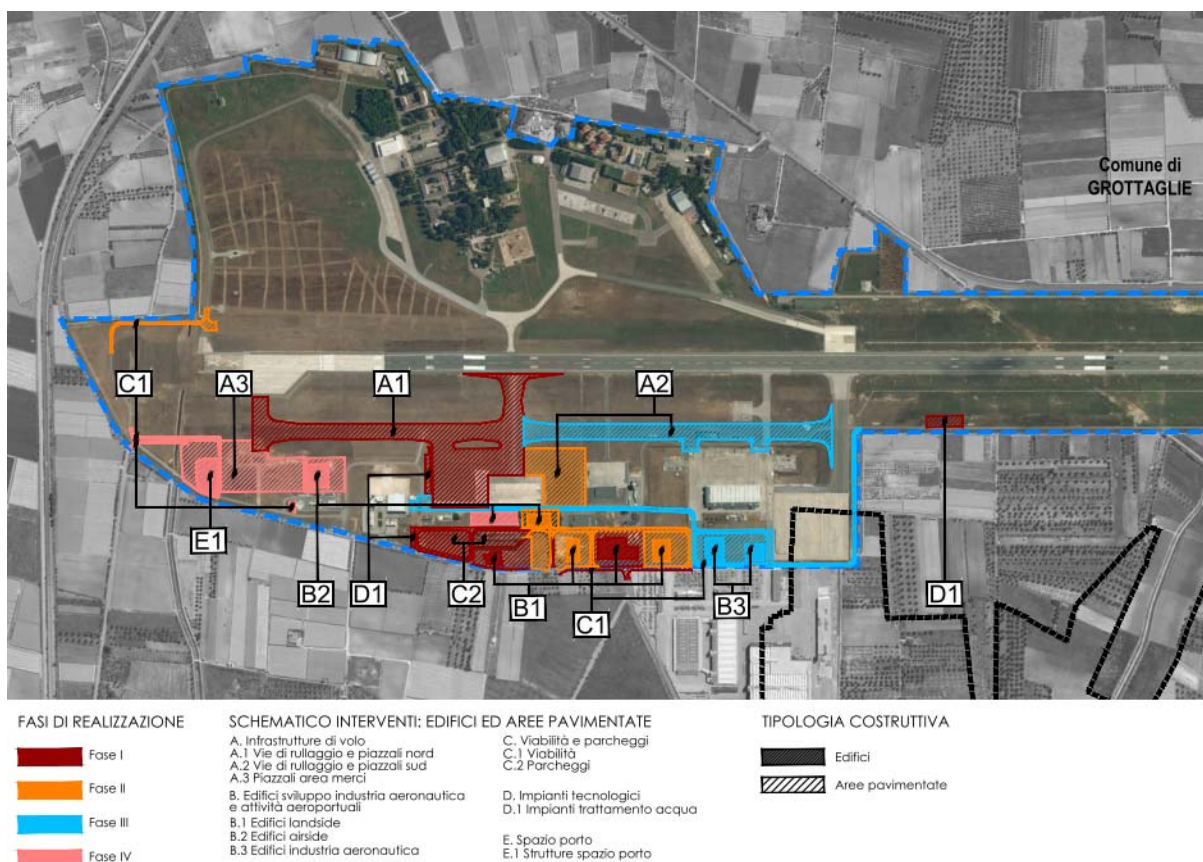 Comune di
GROTTAGLIE
C1
A3
A1
A2
E1
B2
D1
C2
B1
C1
B3
D1
FASI DI REALIZZAZIONE
Fase I
Fase II
Fase III
Fase IV
SCHEMATICO INTERVENTI: EDIFICI ED AREE PAVIMENTATE
A. Infrastrutture di volo
A.1 Vie di rullaggio e piazzali nord
A.2 Vie di rullaggio e piazzali sud
A.3 Piazzali area merci
B. Edifici sviluppo industria aeronautica
e attività aeroportuali
B.1 Edifici landside
B.2 Edifici airside
B.3 Edifici industria aeronautica
C. Viabilità e parcheggi
C.1 Viabilità
C.2 Parcheggi
D. Impianti tecnologici
D.1 Impianti trattamento acqua
E. Spazio porto
E.1 Strutture spazio porto
TIPOLOGIA COSTRUTTIVA
Edifici
Aree pavimentate